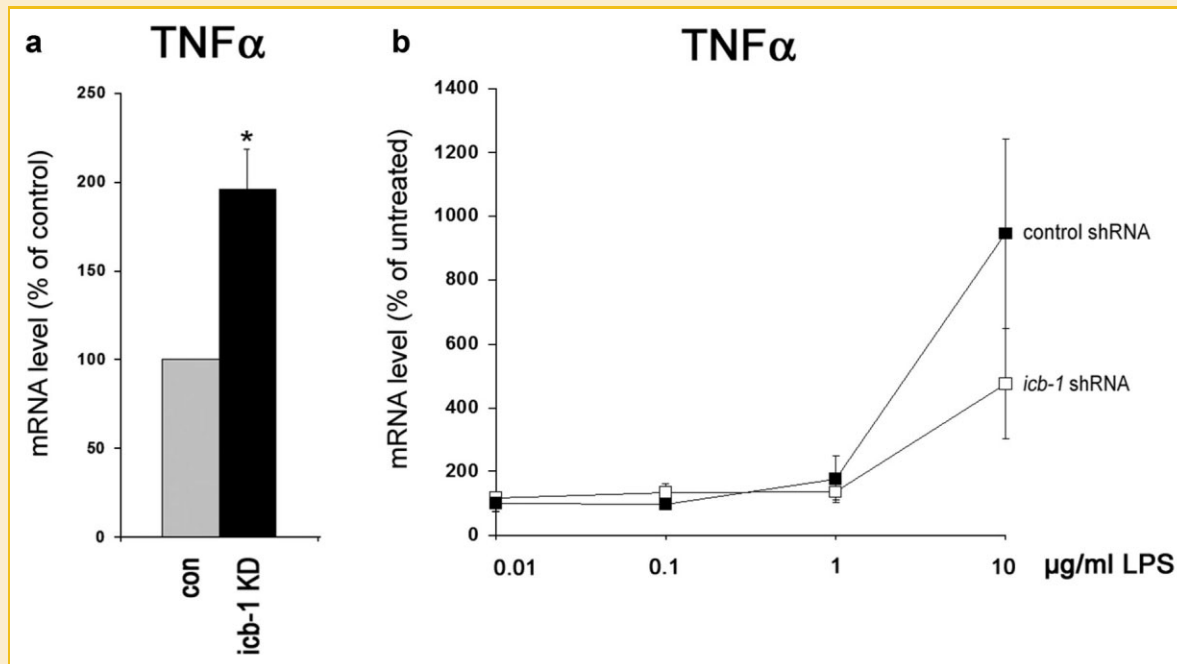 a
TNFα
mRNA level (% of control)
250
200
150
100
50
0
*
con
icb-1 KD
b
TNFα
mRNA level (% of untreated)
1400
1200
1000
800
600
400
200
0
control shRNA
icb-1 shRNA
0.01 0.1 1 10 µg/ml LPS